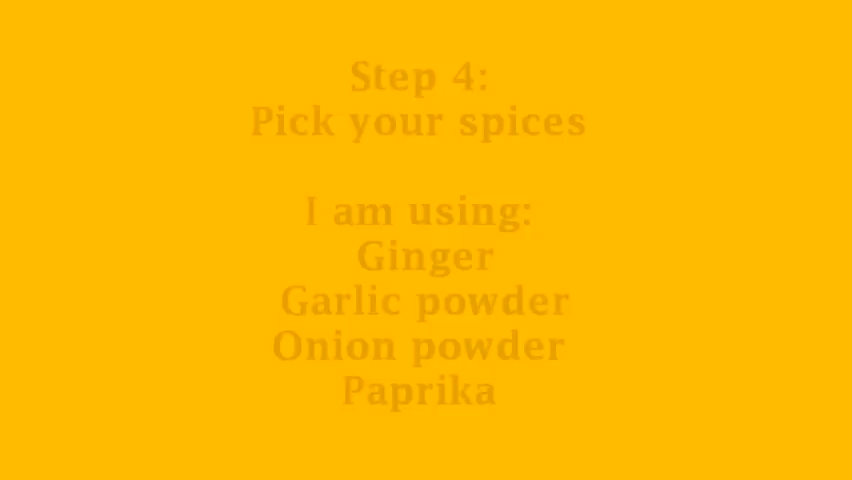 Step 4:
Pick your spices
I am using:
Ginger
Garlic powder
Onion powder
Paprika